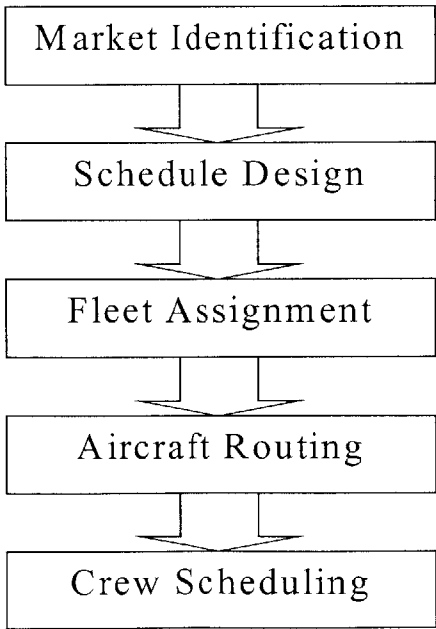 Market Identification
Schedule Design
Fleet Assignment
Aircraft Routing
Crew Scheduling